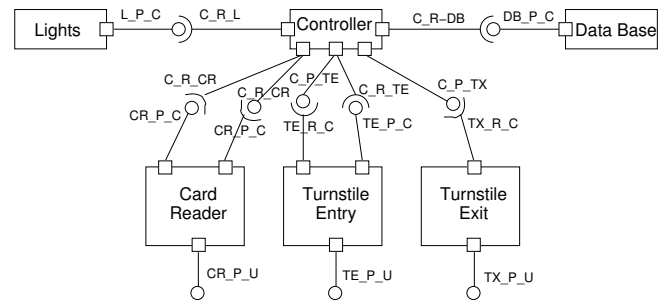 Lights
L_P_C
C_R_L
Controller
C_R-DB
DB_P_C
Data Base
C_R_CR
C_R_CR
C_P_TE
C_R_TE
C_P_TX
CR_P_C
CR_P_C
TE_R_C
TE_P_C
TX_R_C
Card
Reader
Turnstile
Entry
Turnstile
Exit
CR_P_U
TE_P_U
TX_P_U